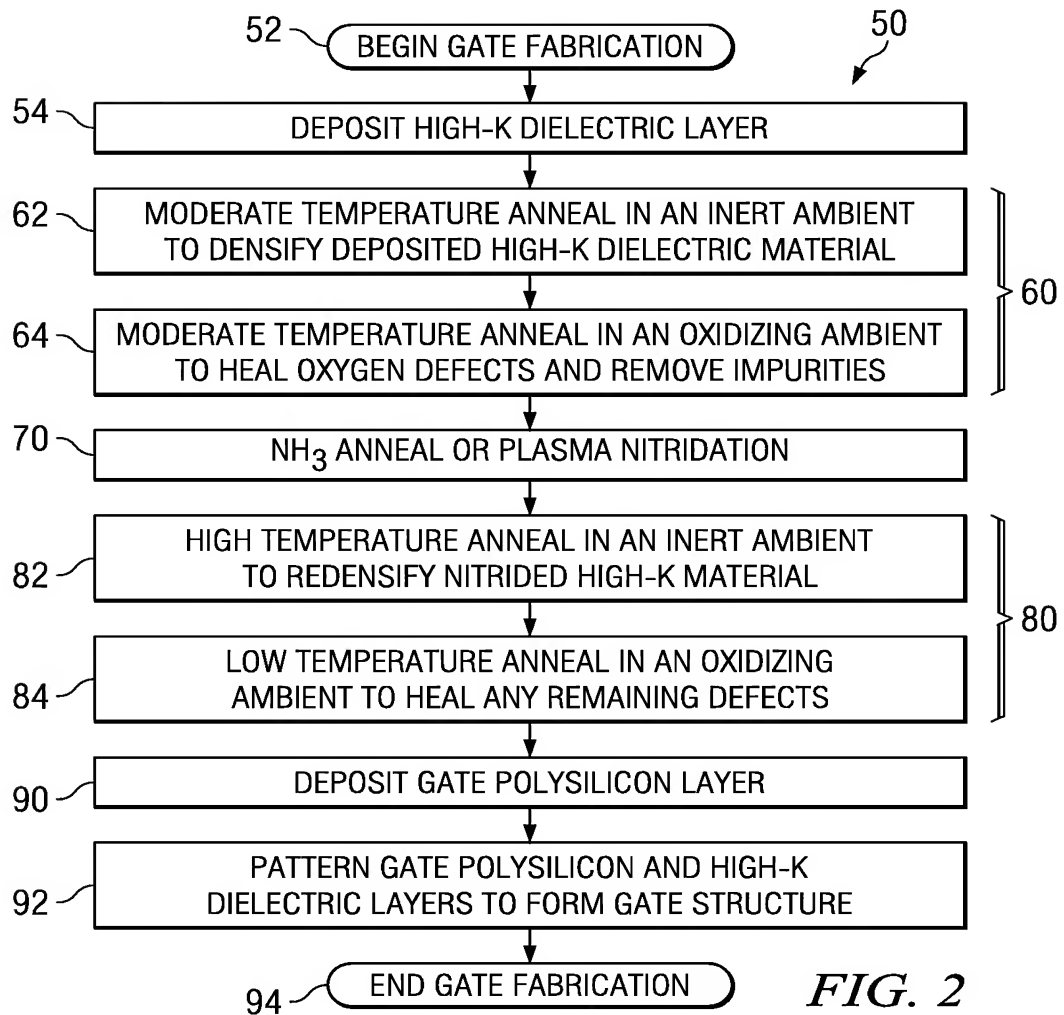 52
BEGIN GATE FABRICATION
50
54
DEPOSIT HIGH-K DIELECTRIC LAYER
62
MODERATE TEMPERATURE ANNEAL IN AN INERT AMBIENT
TO DENSIFY DEPOSITED HIGH-K DIELECTRIC MATERIAL
60
64
MODERATE TEMPERATURE ANNEAL IN AN OXIDIZING AMBIENT
TO HEAL OXYGEN DEFECTS AND REMOVE IMPURITIES
70
NH3 ANNEAL OR PLASMA NITRIDATION
82
HIGH TEMPERATURE ANNEAL IN AN INERT AMBIENT
TO REDENSIFY NITRIDED HIGH-K MATERIAL
80
84
LOW TEMPERATURE ANNEAL IN AN OXIDIZING
AMBIENT TO HEAL ANY REMAINING DEFECTS
90
DEPOSIT GATE POLYSILICON LAYER
92
PATTERN GATE POLYSILICON AND HIGH-K
DIELECTRIC LAYERS TO FORM GATE STRUCTURE
94
END GATE FABRICATION
FIG. 2